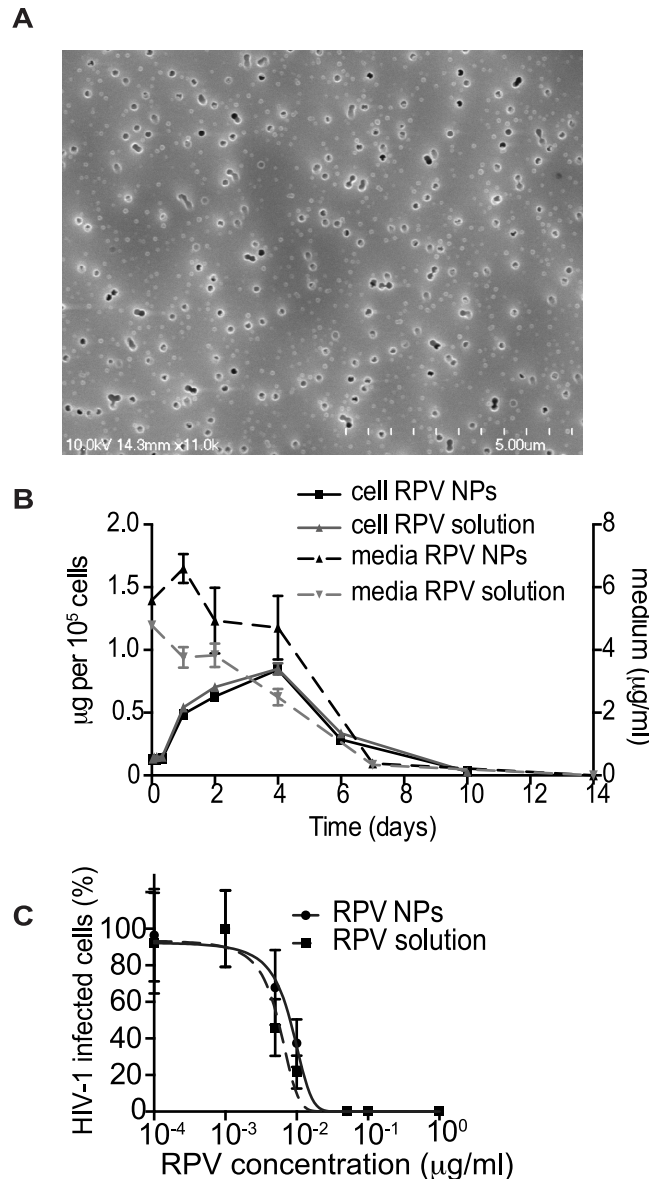 A
10.0kV 14.3mm x11.0k
5.00um
B
cell RPV NPs
cell RPV solution
media RPV NPs
media RPV solution
2.0
1.5
1.0
0.5
0
µg per 10⁵ cells
8
6
4
2
0
medium (µg/ml)
0 2 4 6 8 10 12 14
Time (days)
C
RPV NPs
RPV solution
100
80
60
40
20
0
HIV-1 infected cells (%)
10⁻⁴ 10⁻³ 10⁻² 10⁻¹ 10⁰
RPV concentration (µg/ml)